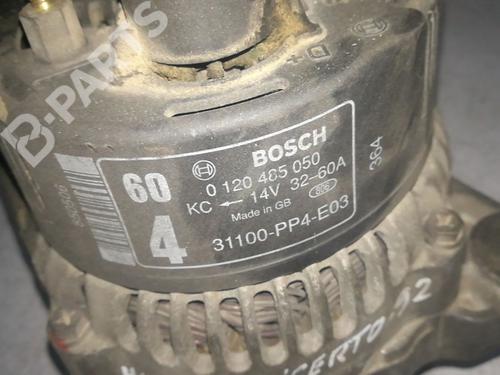 B-PARTS
D+
BOSCH
60
0 120 485 050
KC 14V 32-60A
Made in GB
4
31100-PP4-E03
364
CERTO.92